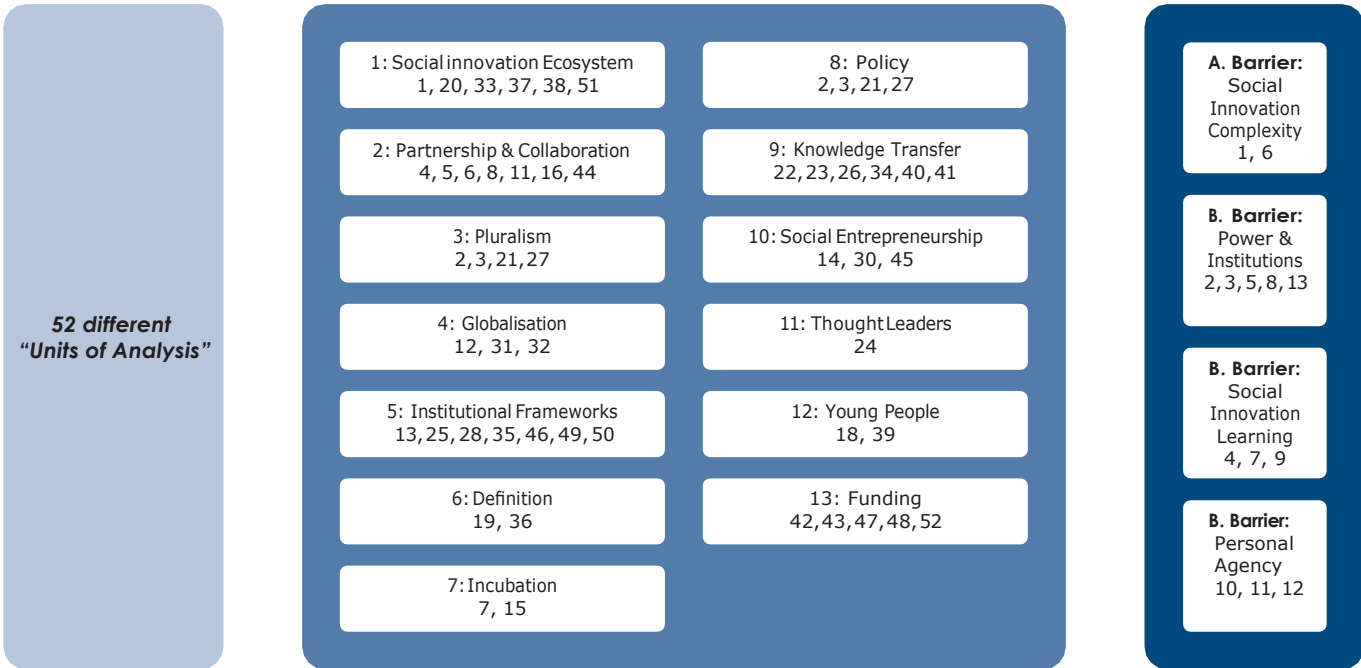 52 different
“Units of Analysis”
1: Social innovation Ecosystem
1, 20, 33, 37, 38, 51
2: Partnership & Collaboration
4, 5, 6, 8, 11, 16, 44
3: Pluralism
2,3,21,27
4: Globalisation
12, 31, 32
5: Institutional Frameworks
13,25,28,35,46,49,50
6: Definition
19, 36
7: Incubation
7, 15
8: Policy
2,3,21,27
9: Knowledge Transfer
22,23,26,34,40,41
10: Social Entrepreneurship
14, 30, 45
11: Thought Leaders
24
12: Young People
18, 39
13: Funding
42,43,47,48,52
A. Barrier:
Social
Innovation
Complexity
1, 6
B. Barrier:
Power &
Institutions
2,3,5,8,13
B. Barrier:
Social
Innovation
Learning
4, 7, 9
B. Barrier:
Personal
Agency
10, 11, 12